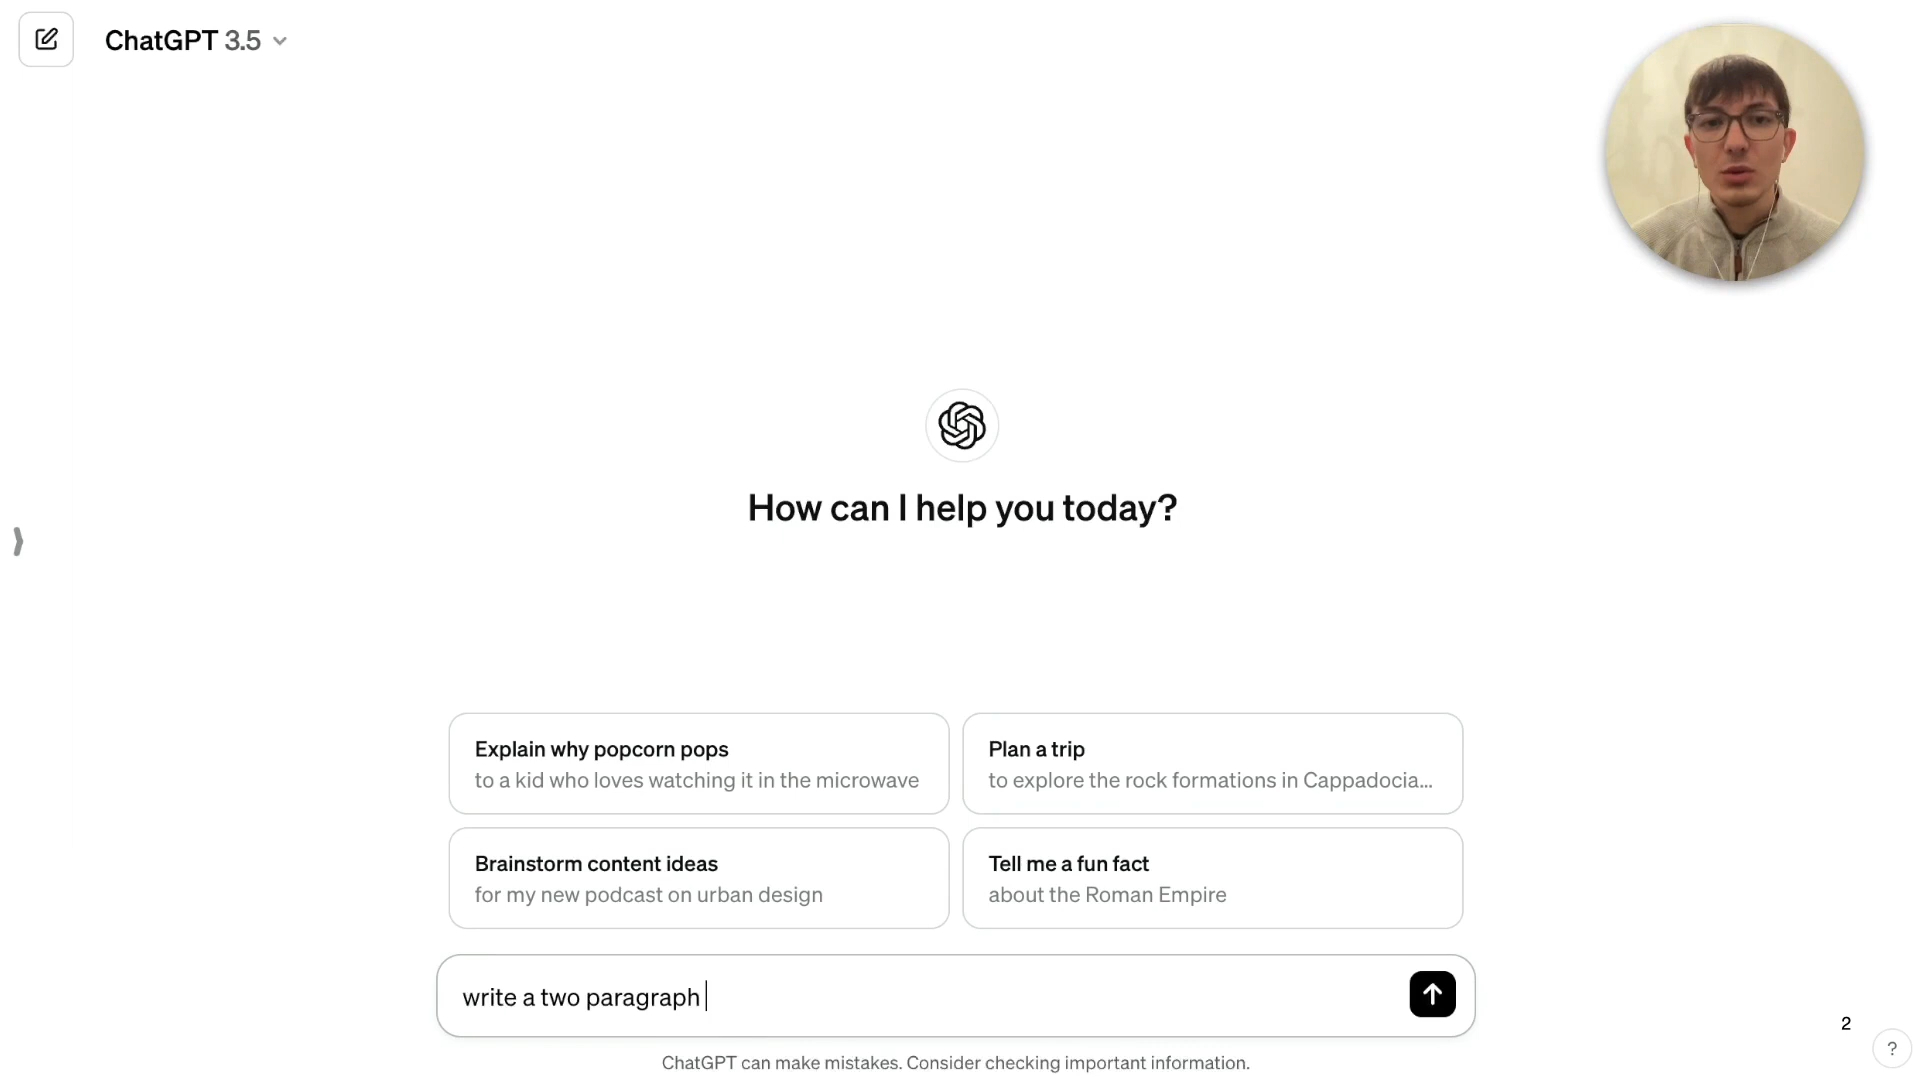 ChatGPT 3.5
How can I help you today?
Explain why popcorn pops
to a kid who loves watching it in the microwave
Plan a trip
to explore the rock formations in Cappadocia...
Brainstorm content ideas
for my new podcast on urban design
Tell me a fun fact
about the Roman Empire
write a two paragraph
2
ChatGPT can make mistakes. Consider checking important information.
?